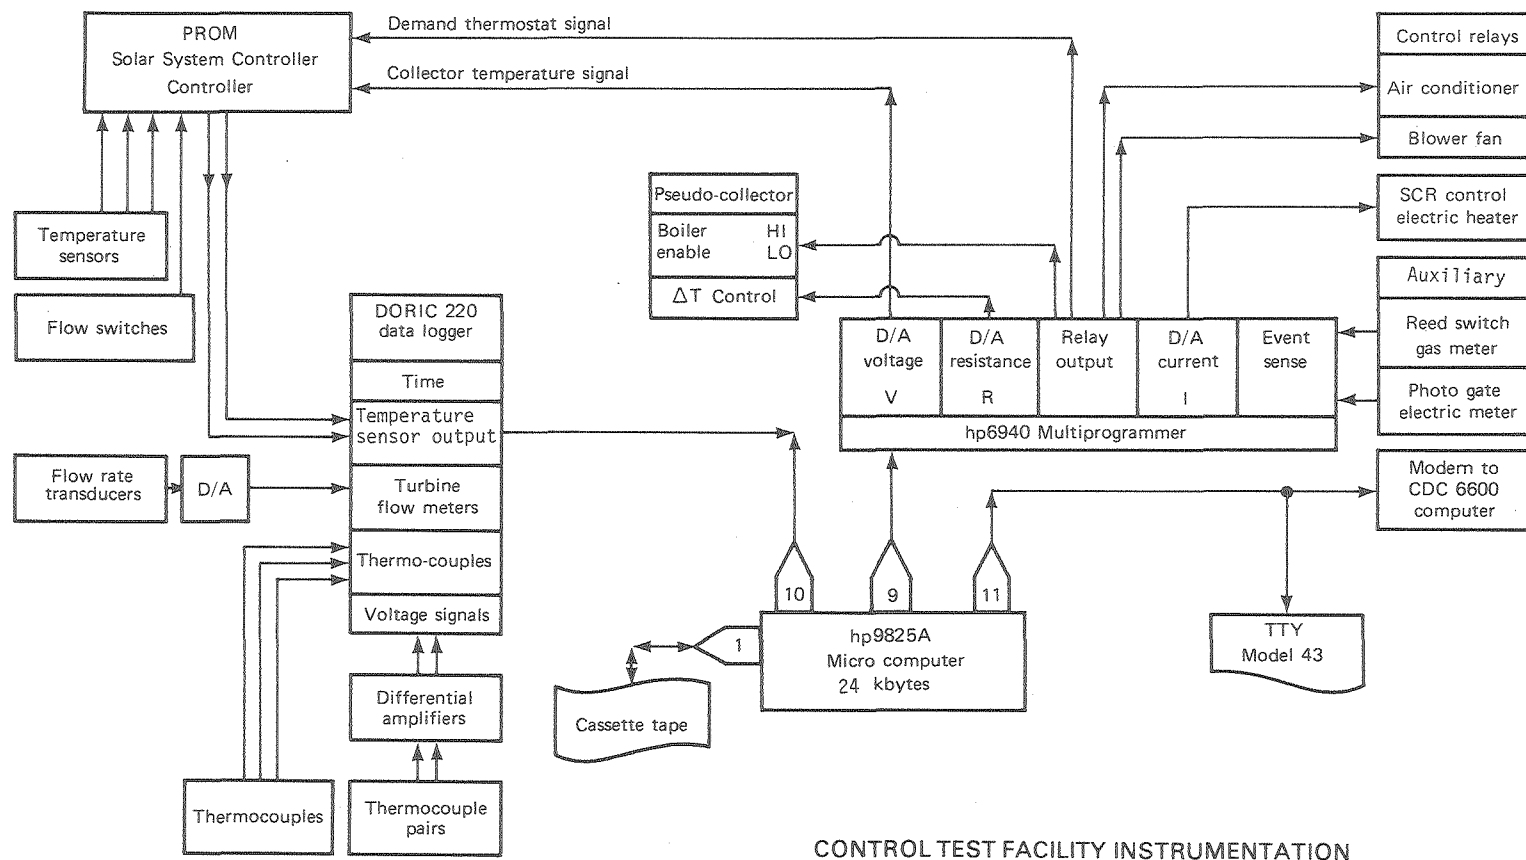 PROM
Solar System Controller
Controller
Demand thermostat signal
Collector temperature signal
Control relays
Air conditioner
Blower fan
SCR control
electric heater
Auxiliary
Reed switch
gas meter
Photo gate
electric meter
Modem to
CDC 6600
computer
Pseudo-collector
Boiler HI
enable LO
ΔT Control
Temperature
sensors
Flow switches
DORIC 220
data logger
Time
Temperature
sensor output
Turbine
flow meters
Thermo-couples
Voltage signals
Flow rate
transducers
D/A
D/A
voltage
V
D/A
resistance
R
Relay
output
D/A
current
I
Event
sense
hp6940 Multiprogrammer
10
9
11
1
hp9825A
Micro computer
24 kbytes
Cassette tape
TTY
Model 43
Differential
amplifiers
Thermocouples
Thermocouple
pairs
CONTROL TEST FACILITY INSTRUMENTATION